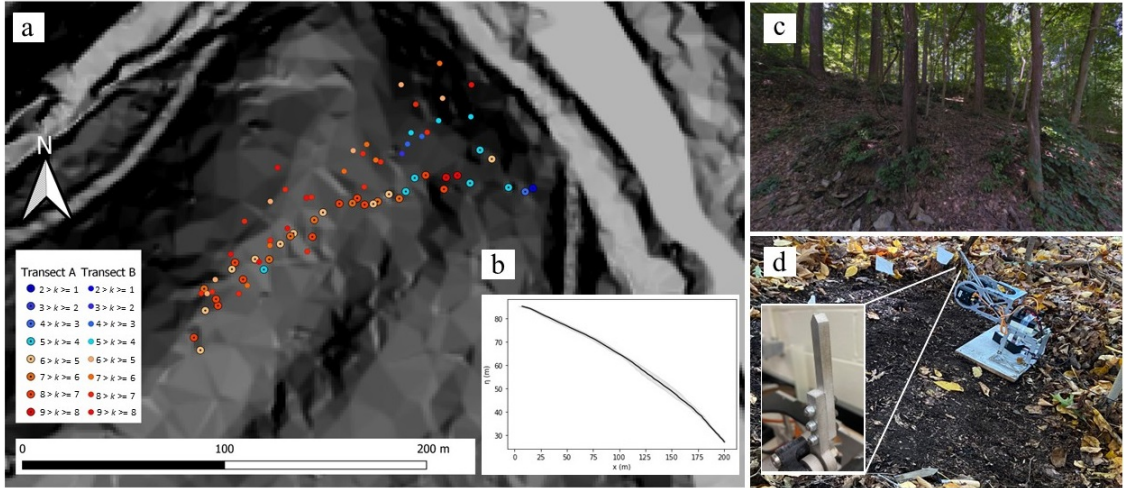 a
N
Transect A Transect B
2 > k >= 1 2 > k >= 1
3 > k >= 2 3 > k >= 2
4 > k >= 3 4 > k >= 3
5 > k >= 4 5 > k >= 4
6 > k >= 5 6 > k >= 5
7 > k >= 6 7 > k >= 6
8 > k >= 7 8 > k >= 7
9 > k >= 8 9 > k >= 8
0 100 200 m
b
η (m)
80
70
60
50
40
30
0 25 50 75 100 125 150 175 200
x (m)
c
d